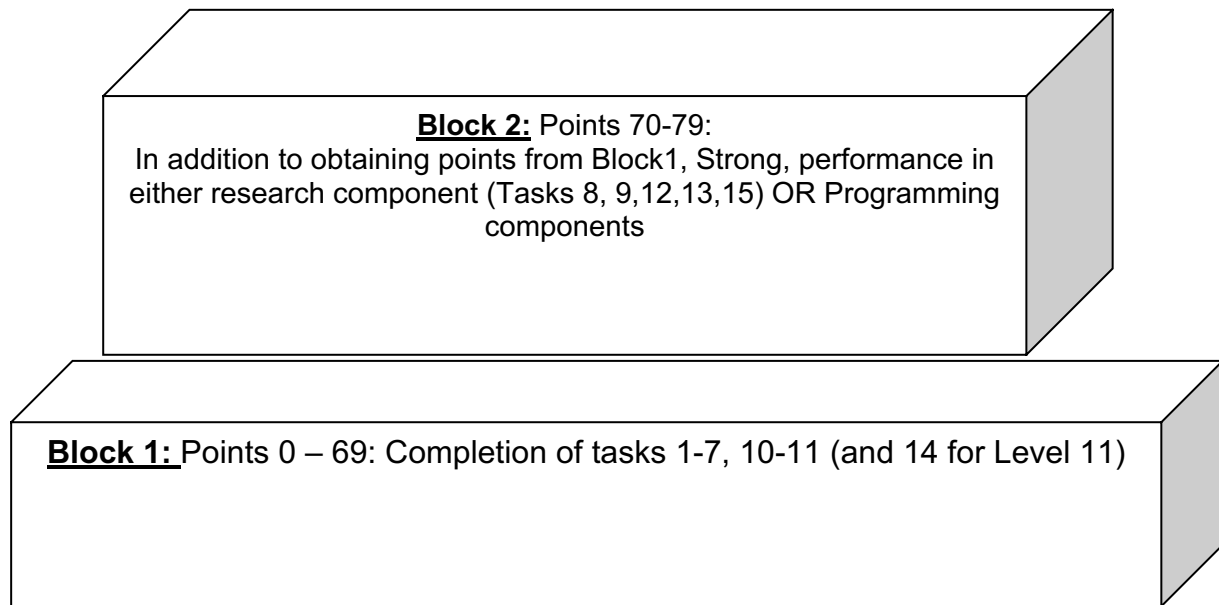 Block 2: Points 70-79:
In addition to obtaining points from Block1, Strong, performance in
either research component (Tasks 8, 9,12,13,15) OR Programming
components
Block 1: Points 0 – 69: Completion of tasks 1-7, 10-11 (and 14 for Level 11)